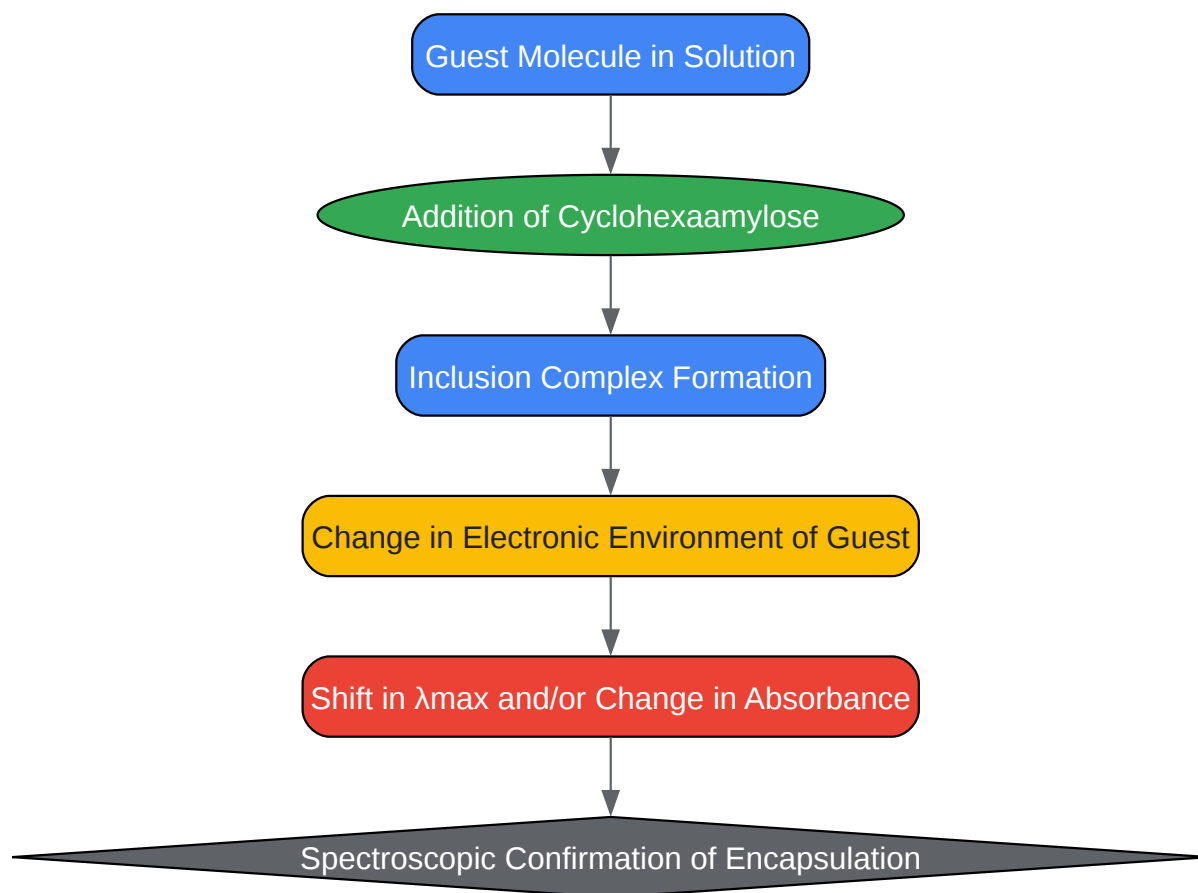 Guest Molecule in Solution
Addition of Cyclohexaamylose
Inclusion Complex Formation
Change in Electronic Environment of Guest
Shift in λmax and/or Change in Absorbance
Spectroscopic Confirmation of Encapsulation